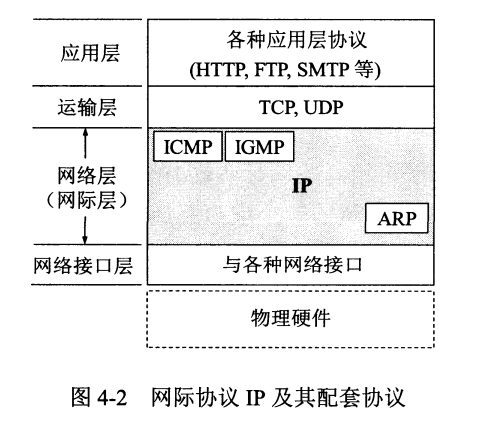 应用层
各种应用层协议
(HTTP, FTP, SMTP 等)
运输层
TCP, UDP
ICMP
IGMP
网络层
（网际层）
IP
ARP
网络接口层
与各种网络接口
物理硬件
图 4-2 网际协议 IP 及其配套协议